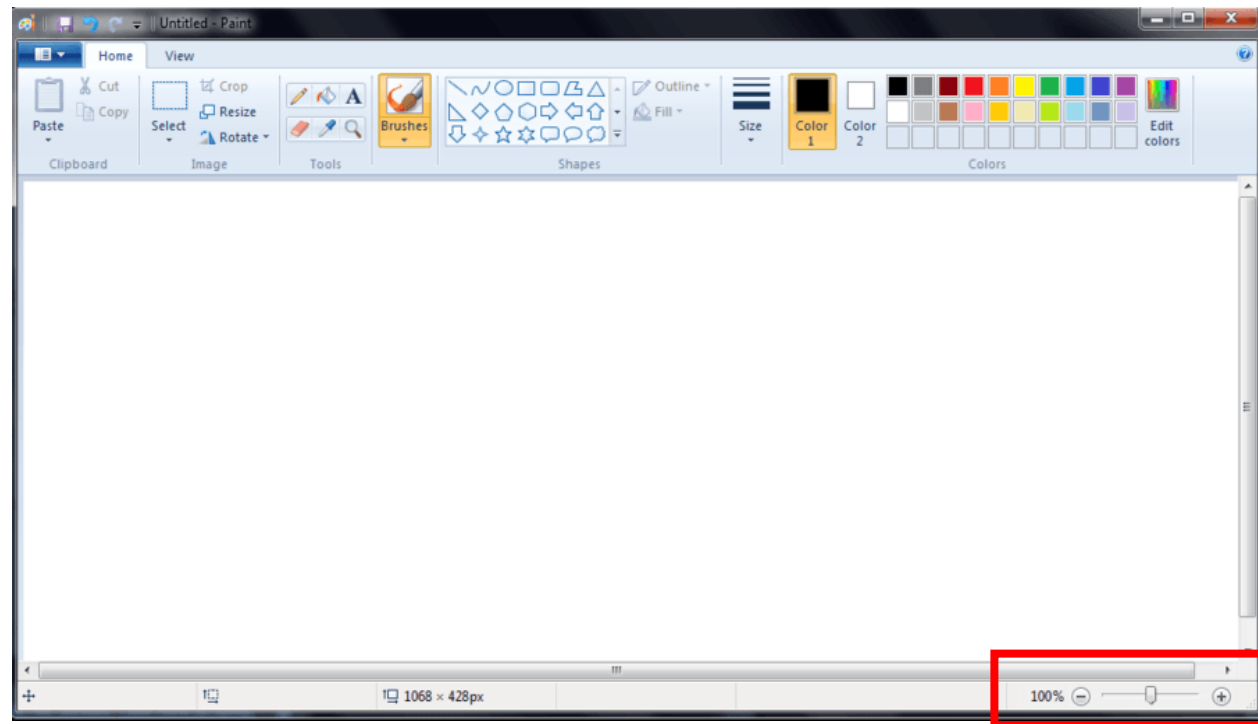 Untitled - Paint
Home View
Cut
Copy
Paste
Clipboard
Select
Crop
Resize
Rotate
Image
A
Tools
Brushes
Outline
Fill
Shapes
Size
Color 1
Color 2
Edit colors
Colors
1068 × 428px
100%